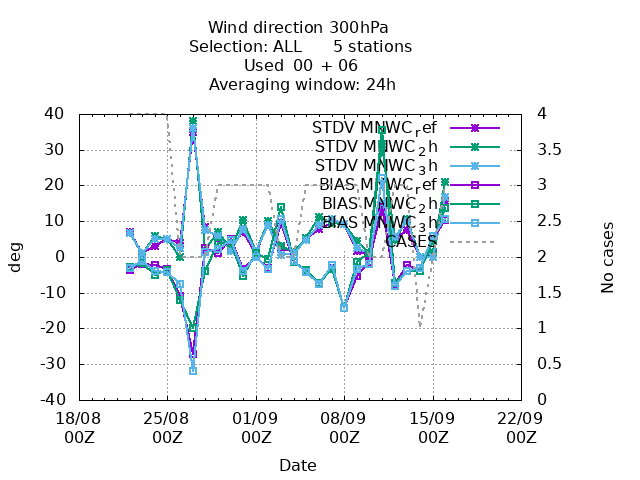 Wind direction 300hPa
Selection: ALL 5 stations
Used 00 + 06
Averaging window: 24h
40
30
20
10
0
-10
-20
-30
-40
deg
4
3.5
3
2.5
2
1.5
1
0.5
0
No cases
STDV MNWC_ref
STDV MNWC_2h
STDV MNWC_3h
BIAS MNWC_ref
BIAS MNWC_2h
BIAS MNWC_3h
CASES
18/08 25/08 01/09 08/09 15/09 22/09
00Z 00Z 00Z 00Z 00Z 00Z
Date